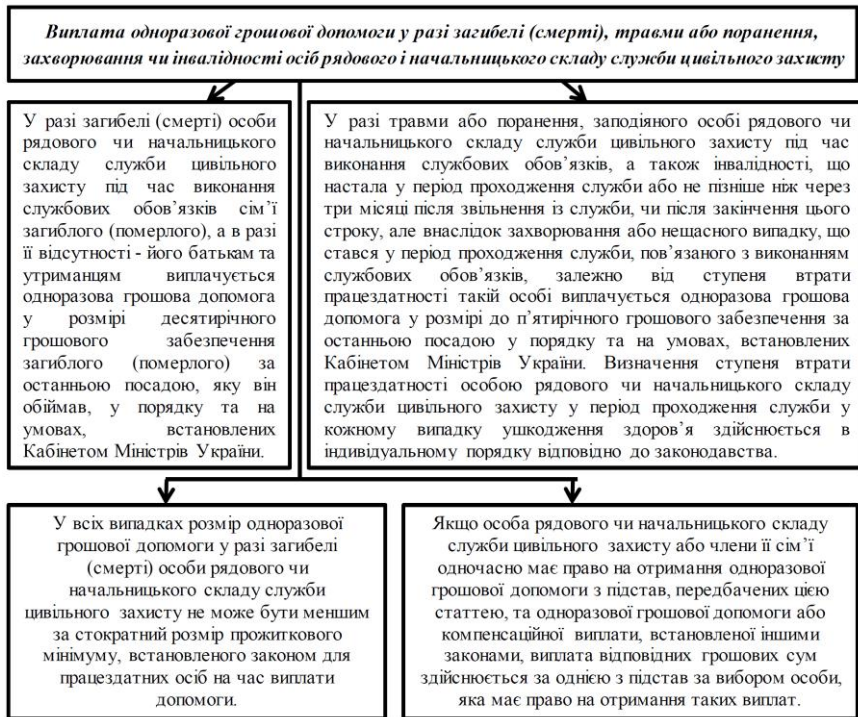 Виплата одноразової грошової допомоги у разі загибелі (смерті), травми або поранення,
захворювання чи інвалідності осіб рядового і начальницького складу служби цивільного захисту
У разі загибелі (смерті) особи
рядового чи начальницького
складу служби цивільного
захисту під час виконання
службових обов’язків сім’ї
загиблого (померлого), а в разі
її відсутності - його батькам та
утриманцям виплачується
одноразова грошова допомога
у розмірі десятирічного
грошового забезпечення
загиблого (померлого) за
останньою посадою, яку він
обіймав, у порядку та на
умовах, встановлених
Кабінетом Міністрів України.
У разі травми або поранення, заподіяного особі рядового чи
начальницького складу служби цивільного захисту під час
виконання службових обов’язків, а також інвалідності, що
настала у період проходження служби або не пізніше ніж через
три місяці після звільнення із служби, чи після закінчення цього
строку, але внаслідок захворювання або нещасного випадку, що
стався у період проходження служби, пов’язаного з виконанням
службових обов’язків, залежно від ступеня втрати
працездатності такій особі виплачується одноразова грошова
допомога у розмірі до п’ятирічного грошового забезпечення за
останньою посадою у порядку та на умовах, встановлених
Кабінетом Міністрів України. Визначення ступеня втрати
працездатності особою рядового чи начальницького складу
служби цивільного захисту у період проходження служби у
кожному випадку ушкодження здоров’я здійснюється в
індивідуальному порядку відповідно до законодавства.
У всіх випадках розмір одноразової
грошової допомоги у разі загибелі
(смерті) особи рядового чи
начальницького складу служби
цивільного захисту не може бути меншим
за стократний розмір прожиткового
мінімуму, встановленого законом для
працездатних осіб на час виплати
допомоги.
Якщо особа рядового чи начальницького складу
служби цивільного захисту або члени її сім’ї
одночасно має право на отримання одноразової
грошової допомоги з підстав, передбачених цією
статтею, та одноразової грошової допомоги або
компенсаційної виплати, встановленої іншими
законами, виплата відповідних грошових сум
здійснюється за однією з підстав за вибором особи,
яка має право на отримання таких виплат.